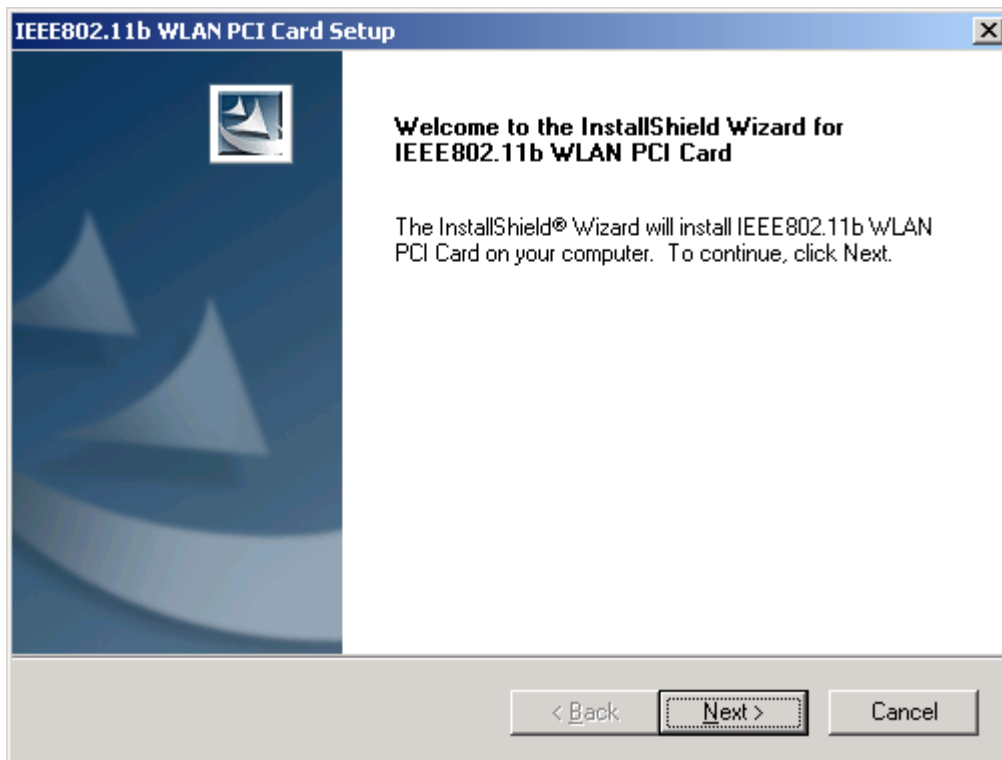 IEEE802.11b WLAN PCI Card Setup
Welcome to the InstallShield Wizard for
IEEE802.11b WLAN PCI Card
The InstallShield® Wizard will install IEEE802.11b WLAN
PCI Card on your computer.  To continue, click Next.
< Back
Next >
Cancel